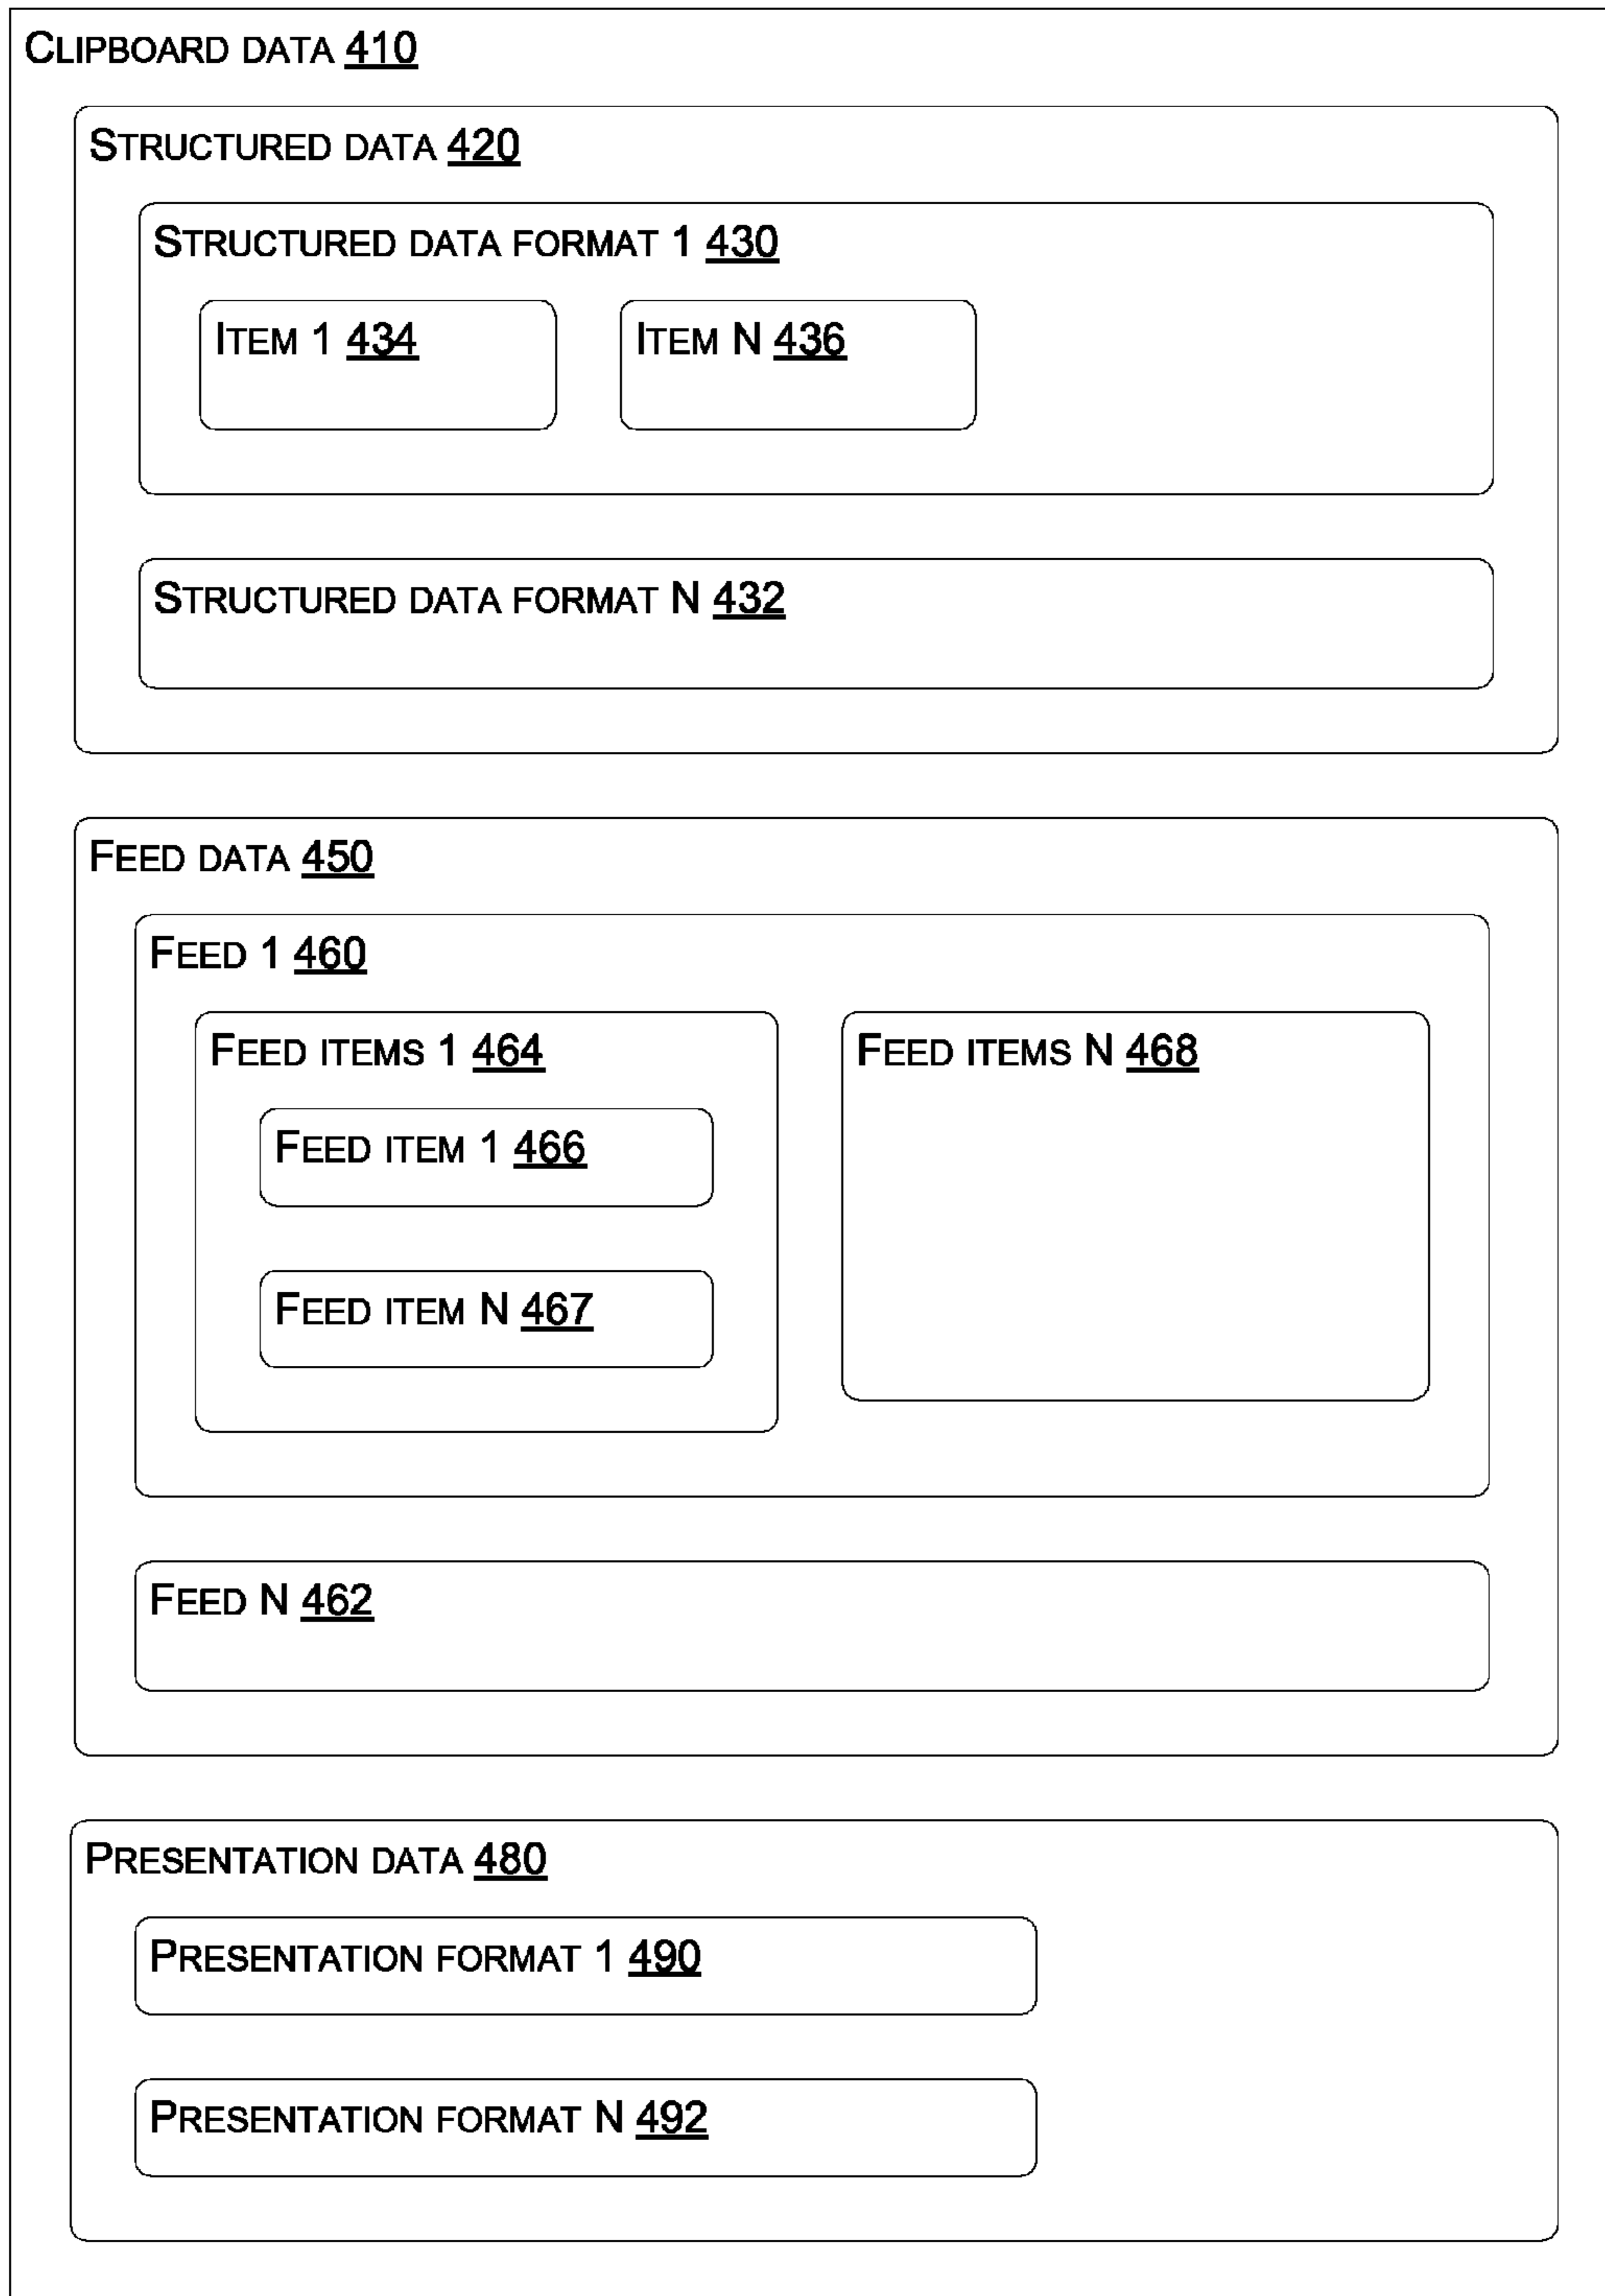 CLIPBOARD DATA 410
STRUCTURED DATA 420
STRUCTURED DATA FORMAT 1 430
ITEM 1 434 ITEM N 436
STRUCTURED DATA FORMAT N 432
FEED DATA 450
FEED 1 460
FEED ITEMS 1 464 FEED ITEMS N 468
FEED ITEM 1 466
FEED ITEM N 467
FEED N 462
PRESENTATION DATA 480
PRESENTATION FORMAT 1 490
PRESENTATION FORMAT N 492